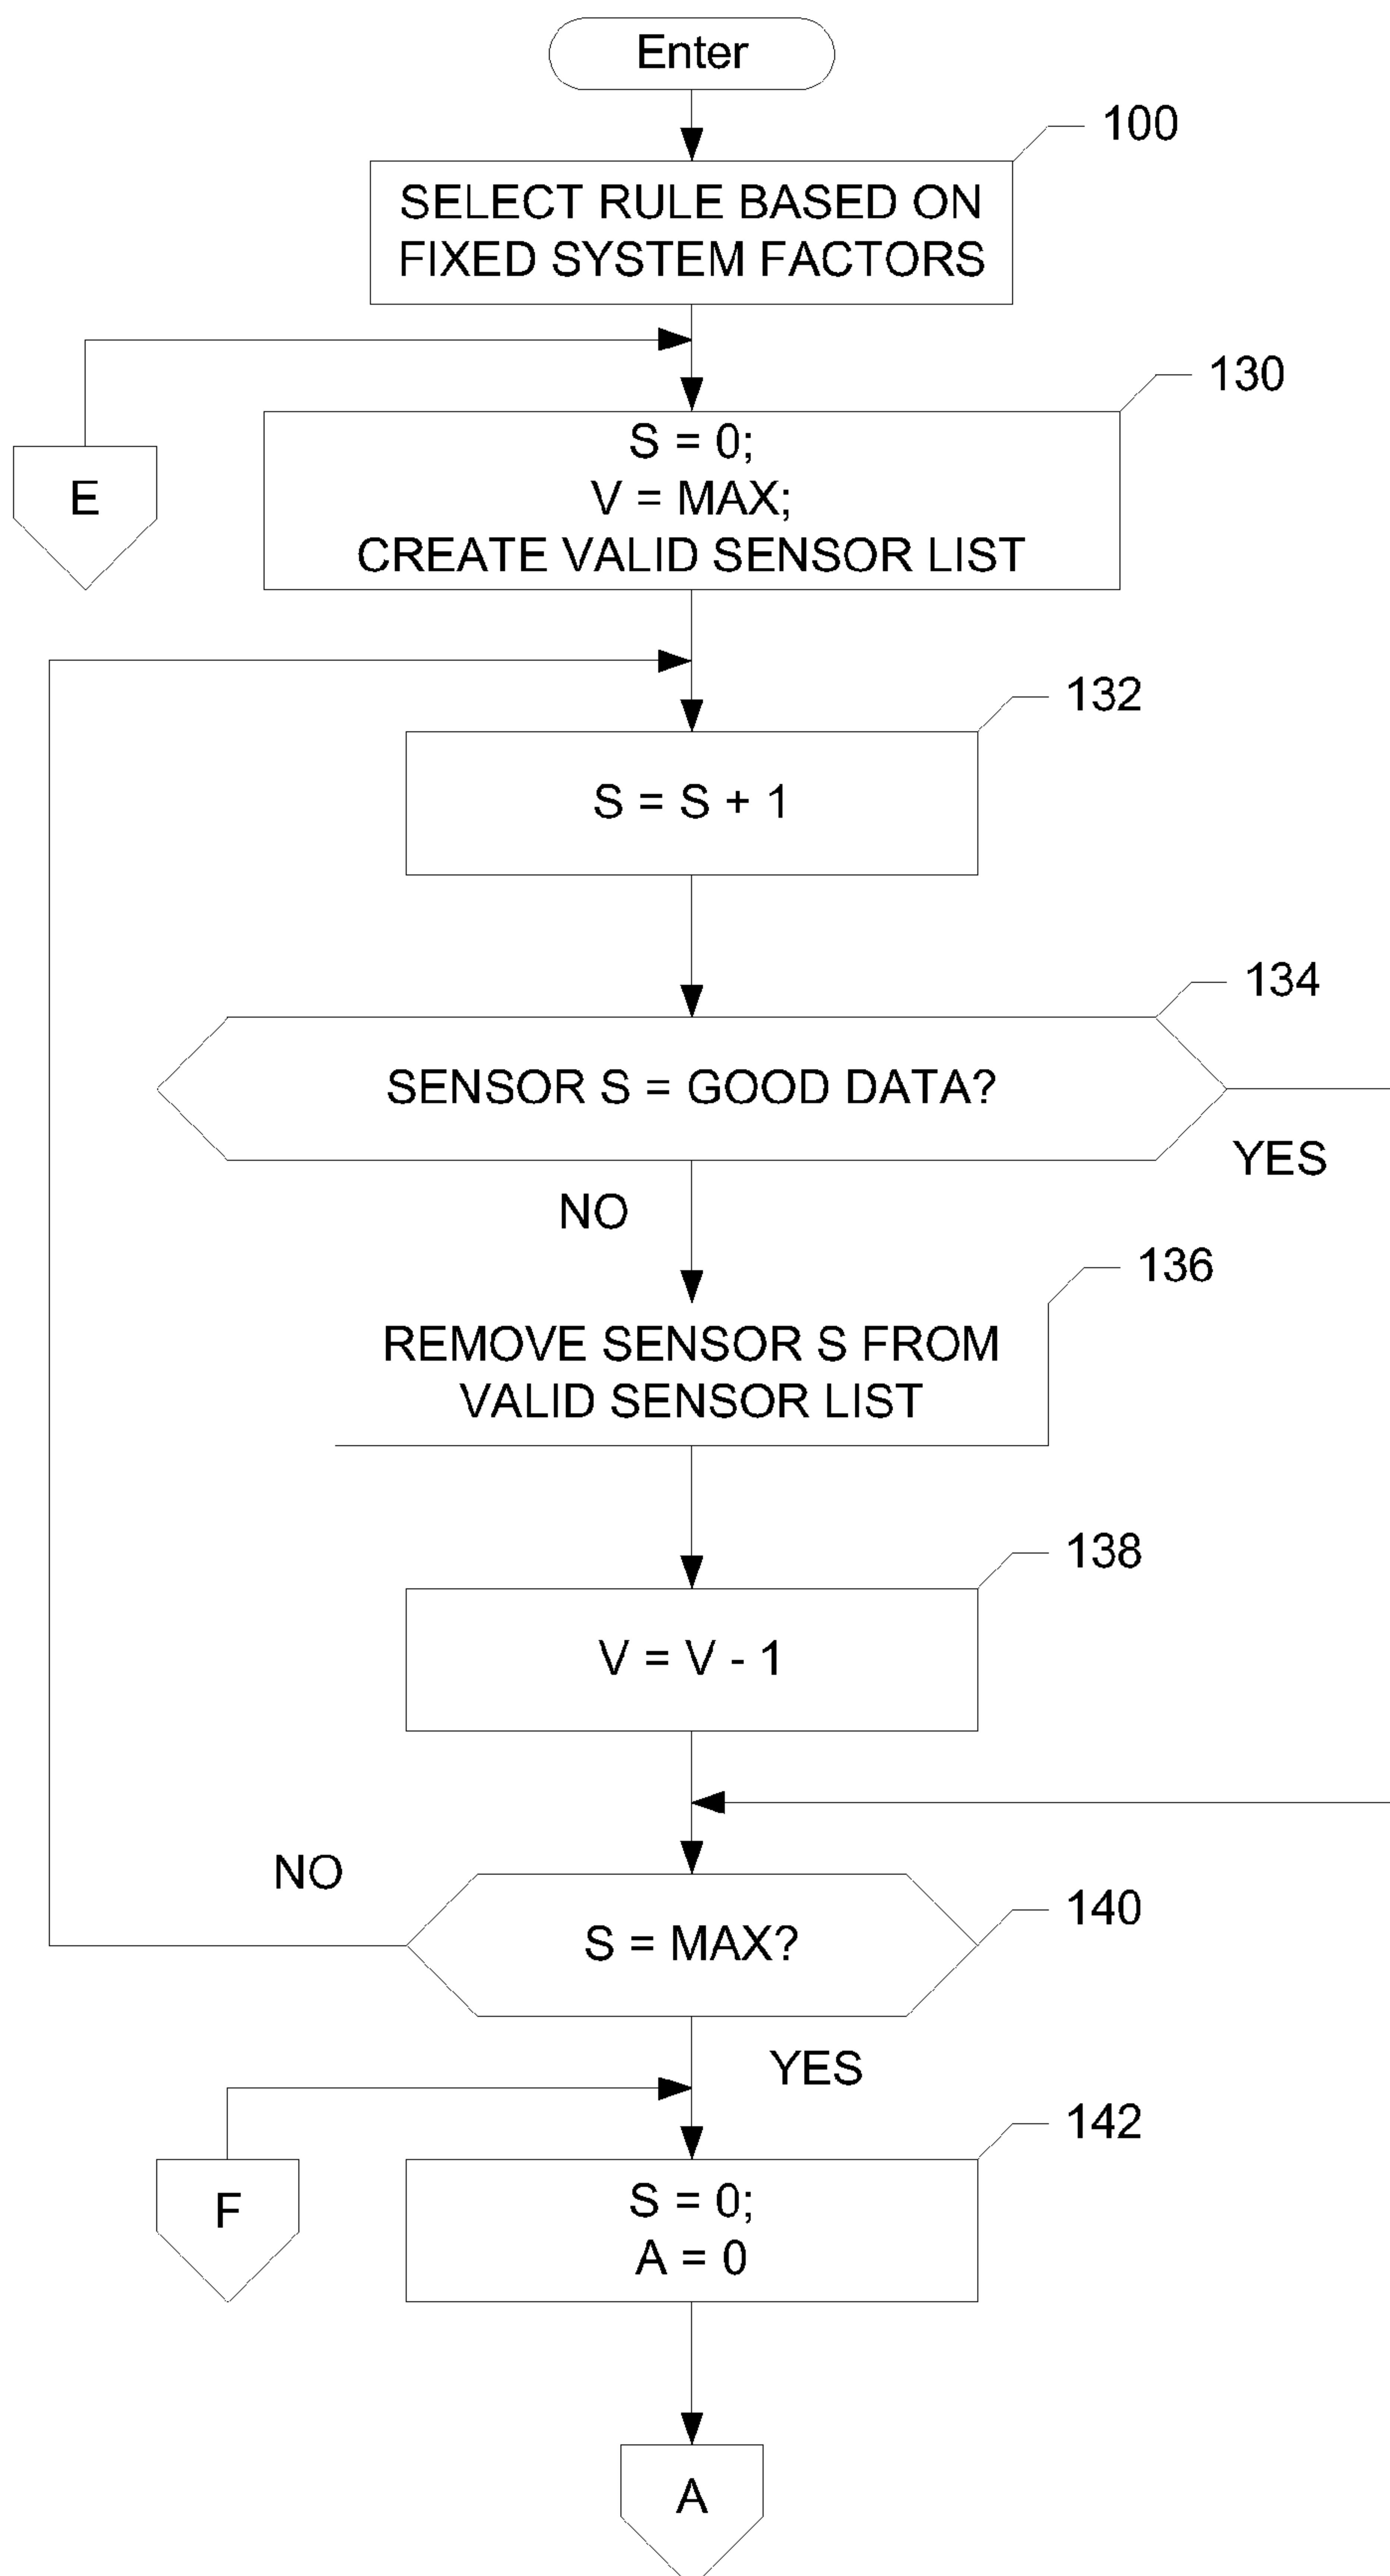 Enter
100
SELECT RULE BASED ON
FIXED SYSTEM FACTORS
130
S = 0;
V = MAX;
CREATE VALID SENSOR LIST
E
132
S = S + 1
134
SENSOR S = GOOD DATA?
YES
NO
136
REMOVE SENSOR S FROM
VALID SENSOR LIST
138
V = V - 1
NO
140
S = MAX?
YES
142
F
S = 0;
A = 0
A